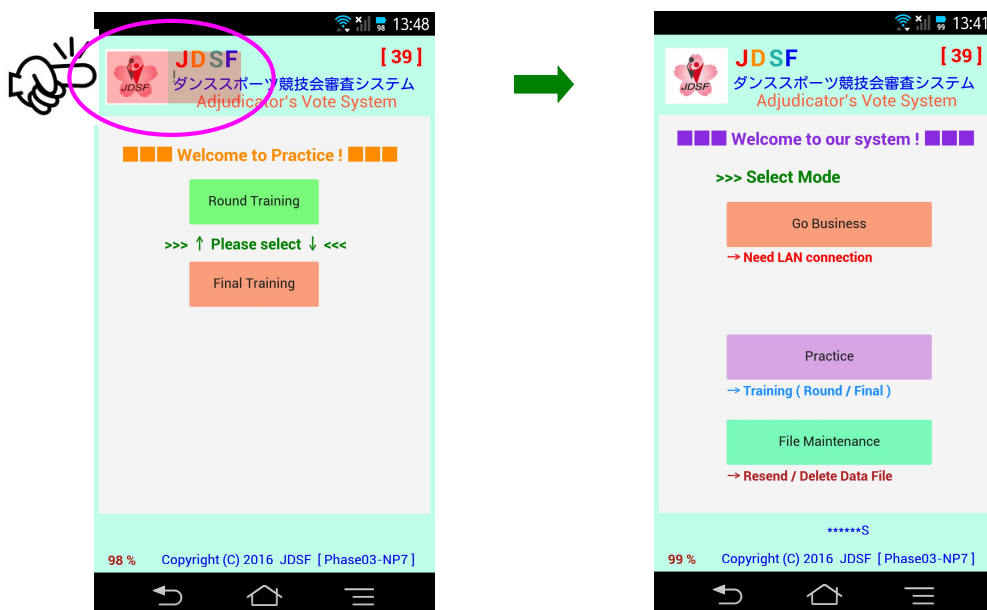 98 13:48
JDSF [ 39 ]
JDSF
ダンススポーツ競技会審査システム
Adjudicator's Vote System
■■■ Welcome to Practice ! ■■■
Round Training
>>> ↑ Please select ↓ <<<
Final Training
98 % Copyright (C) 2016 JDSF [ Phase03-NP7 ]
99 13:41
JDSF [ 39 ]
JDSF
ダンススポーツ競技会審査システム
Adjudicator's Vote System
■■■ Welcome to our system ! ■■■
>>> Select Mode
Go Business
→ Need LAN connection
Practice
→ Training ( Round / Final )
File Maintenance
→ Resend / Delete Data File
******S
99 % Copyright (C) 2016 JDSF [ Phase03-NP7 ]